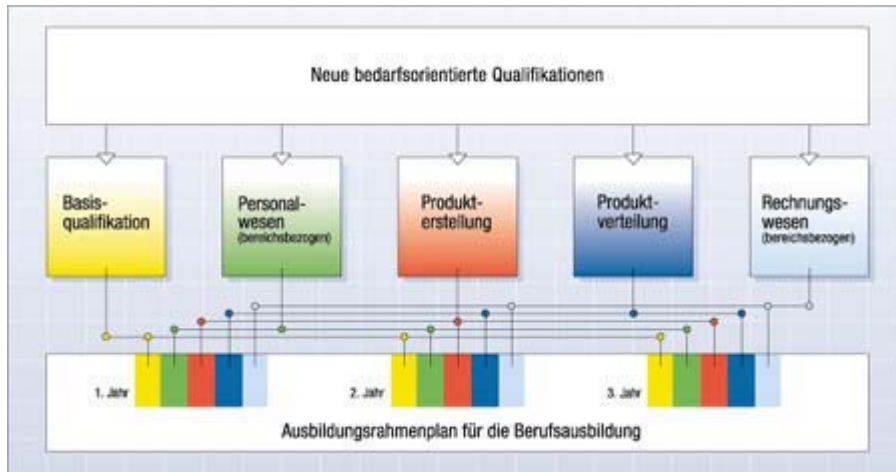 Neue bedarfsorientierte Qualifikationen
Basis-
qualifikation
Personal-
wesen
(bereichsbezogen)
Produkt-
erstellung
Produkt-
verteilung
Rechnungs-
wesen
(bereichsbezogen)
1. Jahr
2. Jahr
3. Jahr
Ausbildungsrahmenplan für die Berufsausbildung